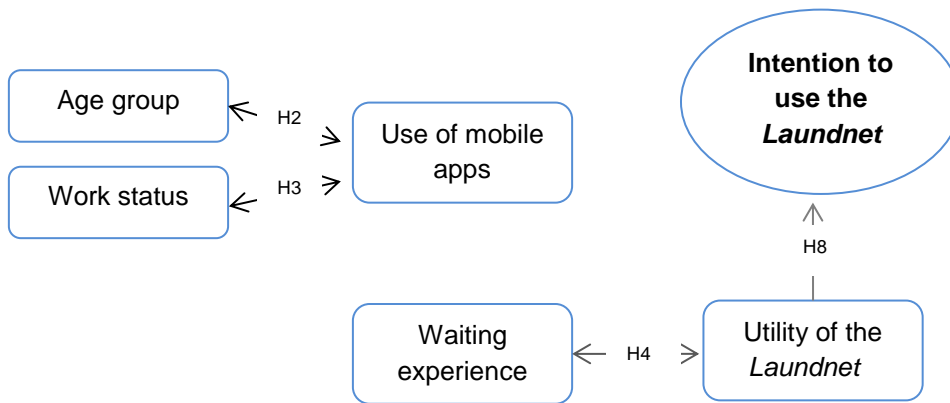 Intention to
use the
Laundnet
Age group
H2
Use of mobile
apps
Work status
H3
H8
Waiting
experience
H4
Utility of the
Laundnet